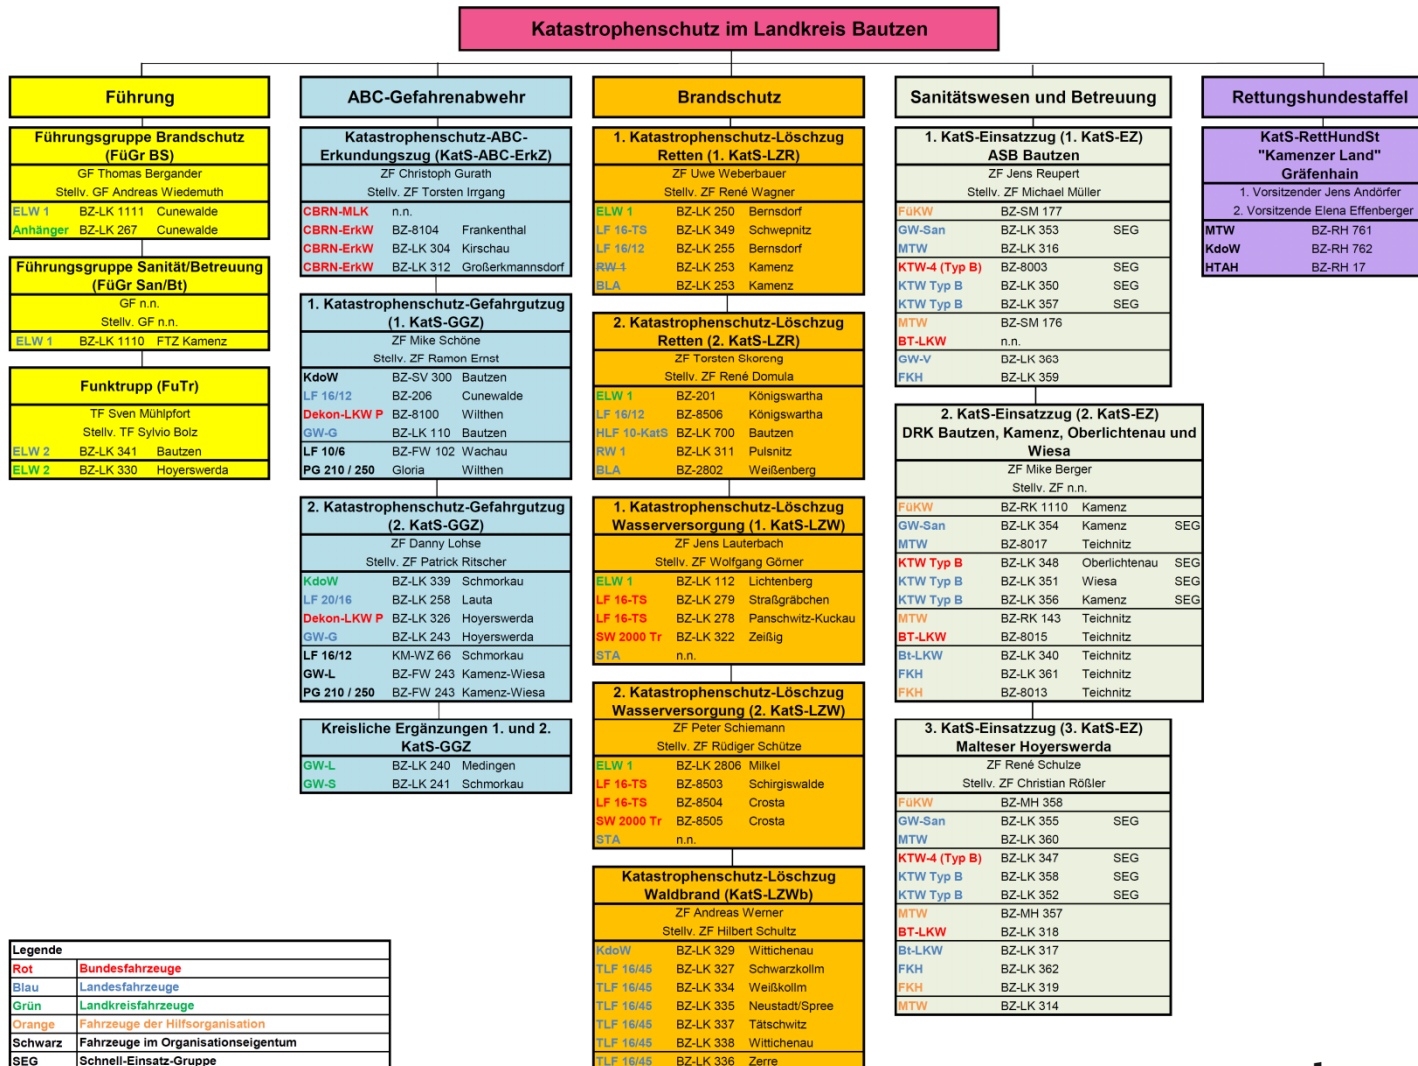 Katastrophenschutz im Landkreis Bautzen
Führung
Führungsgruppe Brandschutz
(FüGr BS)
GF Thomas Bergander
Stellv. GF Andreas Wiedemuth
ELW 1 BZ-LK 1111 Cunewalde
Anhänger BZ-LK 267 Cunewalde
Führungsgruppe Sanität/Betreuung
(FüGr San/Bt)
GF n.n.
Stellv. GF n.n.
ELW 1 BZ-LK 1110 FTZ Kamenz
Funktrupp (FuTr)
TF Sven Mühlpfort
Stellv. TF Sylvio Bolz
ELW 2 BZ-LK 341 Bautzen
ELW 2 BZ-LK 330 Hoyerswerda
ABC-Gefahrenabwehr
Katastrophenschutz-ABC-
Erkundungszug (KatS-ABC-ErkZ)
ZF Christoph Gurath
Stellv. ZF Torsten Irrgang
CBRN-MLK n.n.
CBRN-ErkW BZ-8104 Frankenthal
CBRN-ErkW BZ-LK 304 Kirschau
CBRN-ErkW BZ-LK 312 Großerkmannsdorf
1. Katastrophenschutz-Gefahrgutzug
(1. KatS-GGZ)
ZF Mike Schöne
Stellv. ZF Ramon Ernst
KdoW BZ-SV 300 Bautzen
LF 16/12 BZ-206 Cunewalde
Dekon-LKW P BZ-8100 Wilthen
GW-G BZ-LK 110 Bautzen
LF 10/6 BZ-FW 102 Wachau
PG 210 / 250 Gloria Wilthen
2. Katastrophenschutz-Gefahrgutzug
(2. KatS-GGZ)
ZF Danny Lohse
Stellv. ZF Patrick Ritscher
KdoW BZ-LK 339 Schmorkau
LF 20/16 BZ-LK 258 Lauta
Dekon-LKW P BZ-LK 326 Hoyerswerda
GW-G BZ-LK 243 Hoyerswerda
LF 16/12 KM-WZ 66 Schmorkau
GW-L BZ-FW 243 Kamenz-Wiesa
PG 210 / 250 BZ-FW 243 Kamenz-Wiesa
Kreisliche Ergänzungen 1. und 2.
KatS-GGZ
GW-L BZ-LK 240 Medingen
GW-S BZ-LK 241 Schmorkau
Brandschutz
1. Katastrophenschutz-Löschzug
Retten (1. KatS-LZR)
ZF Uwe Weberbauer
Stellv. ZF René Wagner
ELW 1 BZ-LK 250 Bernsdorf
LF 16-TS BZ-LK 349 Schwepnitz
LF 16/12 BZ-LK 255 Bernsdorf
RW 1 BZ-LK 253 Kamenz
BLA BZ-LK 253 Kamenz
2. Katastrophenschutz-Löschzug
Retten (2. KatS-LZR)
ZF Torsten Skoreng
Stellv. ZF René Domula
ELW 1 BZ-201 Königswartha
LF 16/12 BZ-8506 Königswartha
HLF 10-KatS BZ-LK 700 Bautzen
RW 1 BZ-LK 311 Pulsnitz
BLA BZ-2802 Weißenberg
1. Katastrophenschutz-Löschzug
Wasserversorgung (1. KatS-LZW)
ZF Jens Lauterbach
Stellv. ZF Wolfgang Görner
ELW 1 BZ-LK 112 Lichtenberg
LF 16-TS BZ-LK 279 Straßgräbchen
LF 16-TS BZ-LK 278 Panschwitz-Kuckau
SW 2000 Tr BZ-LK 322 Zeißig
STA n.n.
2. Katastrophenschutz-Löschzug
Wasserversorgung (2. KatS-LZW)
ZF Peter Schiemann
Stellv. ZF Rüdiger Schütze
ELW 1 BZ-LK 2806 Milkel
LF 16-TS BZ-8503 Schirgiswalde
LF 16-TS BZ-8504 Crosta
SW 2000 Tr BZ-8505 Crosta
STA n.n.
Katastrophenschutz-Löschzug
Waldbrand (KatS-LZWb)
ZF Andreas Werner
Stellv. ZF Hilbert Schultz
KdoW BZ-LK 329 Wittichenau
TLF 16/45 BZ-LK 327 Schwarzkollm
TLF 16/45 BZ-LK 334 Weißkollm
TLF 16/45 BZ-LK 335 Neustadt/Spree
TLF 16/45 BZ-LK 337 Tätschwitz
TLF 16/45 BZ-LK 338 Wittichenau
TLF 16/45 BZ-LK 336 Zerre
Sanitätswesen und Betreuung
1. KatS-Einsatzzug (1. KatS-EZ)
ASB Bautzen
ZF Jens Reupert
Stellv. ZF Michael Müller
FüKW BZ-SM 177
GW-San BZ-LK 353 SEG
MTW BZ-LK 316
KTW-4 (Typ B) BZ-8003 SEG
KTW Typ B BZ-LK 350 SEG
KTW Typ B BZ-LK 357 SEG
MTW BZ-SM 176
BT-LKW n.n.
GW-V BZ-LK 363
FKH BZ-LK 359
2. KatS-Einsatzzug (2. KatS-EZ)
DRK Bautzen, Kamenz, Oberlichtenau und
Wiesa
ZF Mike Berger
Stellv. ZF n.n.
FüKW BZ-RK 1110 Kamenz
GW-San BZ-LK 354 Kamenz SEG
MTW BZ-8017 Teichnitz
KTW Typ B BZ-LK 348 Oberlichtenau SEG
KTW Typ B BZ-LK 351 Wiesa SEG
KTW Typ B BZ-LK 356 Kamenz SEG
MTW BZ-RK 143 Teichnitz
BT-LKW BZ-8015 Teichnitz
Bt-LKW BZ-LK 340 Teichnitz
FKH BZ-LK 361 Teichnitz
FKH BZ-8013 Teichnitz
3. KatS-Einsatzzug (3. KatS-EZ)
Malteser Hoyerswerda
ZF René Schulze
Stellv. ZF Christian Rößler
FüKW BZ-MH 358
GW-San BZ-LK 355 SEG
MTW BZ-LK 360
KTW-4 (Typ B) BZ-LK 347 SEG
KTW Typ B BZ-LK 358 SEG
KTW Typ B BZ-LK 352 SEG
MTW BZ-MH 357
BT-LKW BZ-LK 318
Bt-LKW BZ-LK 317
FKH BZ-LK 362
FKH BZ-LK 319
MTW BZ-LK 314
Rettungshundestaffel
KatS-RettHundSt
"Kamenzer Land"
Gräfenhain
1. Vorsitzender Jens Andörfer
2. Vorsitzende Elena Effenberger
MTW BZ-RH 761
KdoW BZ-RH 762
HTAH BZ-RH 17
Legende
Rot Bundesfahrzeuge
Blau Landesfahrzeuge
Grün Landkreisfahrzeuge
Orange Fahrzeuge der Hilfsorganisation
Schwarz Fahrzeuge im Organisationseigentum
SEG Schnell-Einsatz-Gruppe